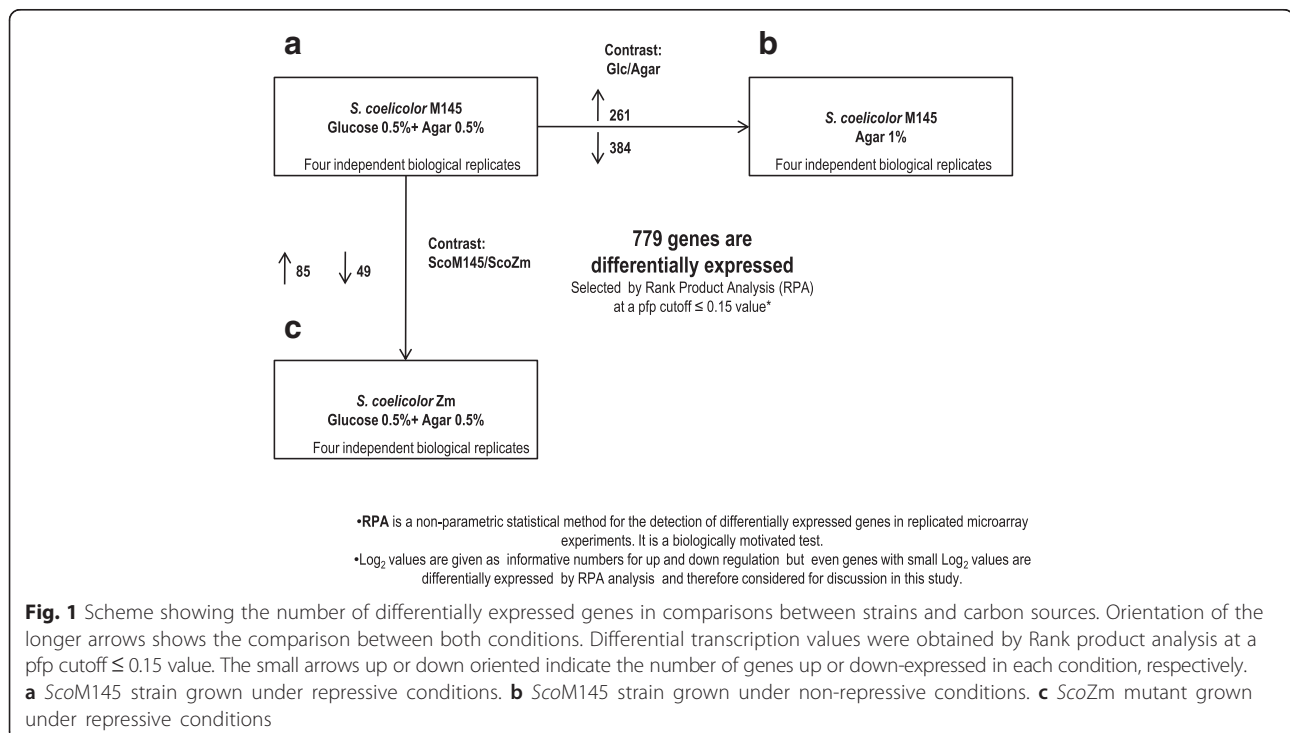 a
b
Contrast:
Glc/Agar
S. coelicolor M145
Glucose 0.5%+ Agar 0.5%
Four independent biological replicates
261
384
S. coelicolor M145
Agar 1%
Four independent biological replicates
85
49
Contrast:
ScoM145/ScoZm
779 genes are
differentially expressed
Selected by Rank Product Analysis (RPA)
at a pfp cutoff ≤ 0.15 value*
c
S. coelicolor Zm
Glucose 0.5%+ Agar 0.5%
Four independent biological replicates
•RPA is a non-parametric statistical method for the detection of differentially expressed genes in replicated microarray
experiments. It is a biologically motivated test.
•Log₂ values are given as informative numbers for up and down regulation but even genes with small Log₂ values are
differentially expressed by RPA analysis and therefore considered for discussion in this study.
Fig. 1 Scheme showing the number of differentially expressed genes in comparisons between strains and carbon sources. Orientation of the
longer arrows shows the comparison between both conditions. Differential transcription values were obtained by Rank product analysis at a
pfp cutoff ≤ 0.15 value. The small arrows up or down oriented indicate the number of genes up or down-expressed in each condition, respectively.
a ScoM145 strain grown under repressive conditions. b ScoM145 strain grown under non-repressive conditions. c ScoZm mutant grown
under repressive conditions